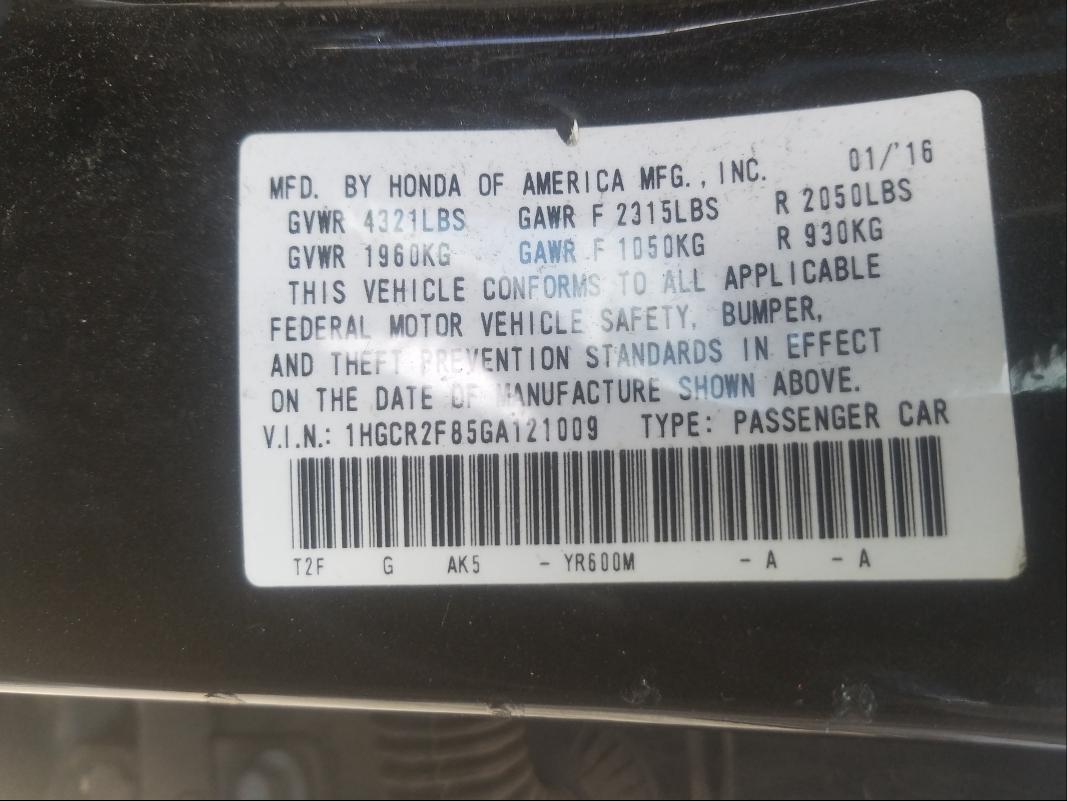 MFD. BY HONDA OF AMERICA MFG., INC. 01/'16
GVWR 4321LBS GAWR F 2315LBS R 2050LBS
GVWR 1960KG GAWR F 1050KG R 930KG
THIS VEHICLE CONFORMS TO ALL APPLICABLE
FEDERAL MOTOR VEHICLE SAFETY, BUMPER,
AND THEFT PREVENTION STANDARDS IN EFFECT
ON THE DATE OF MANUFACTURE SHOWN ABOVE.
V.I.N.: 1HGCR2F85GA121009 TYPE: PASSENGER CAR
T2F G AK5 - YR600M - A - A